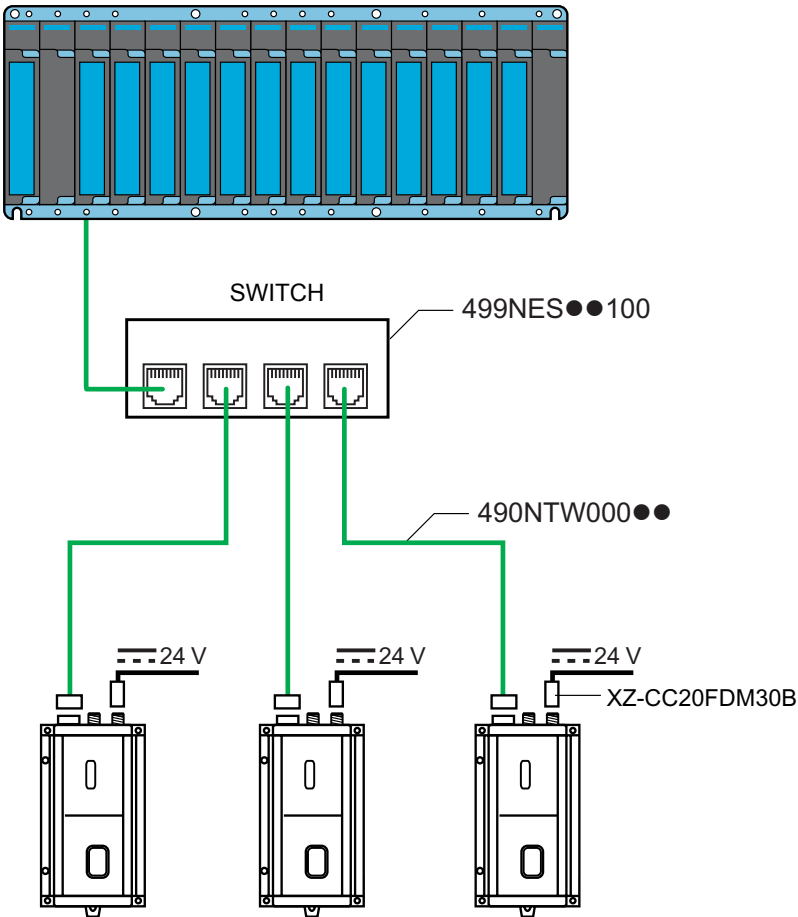 SWITCH
499NES●●100
490NTW000●●
24 V
24 V
24 V
XZ-CC20FDM30B